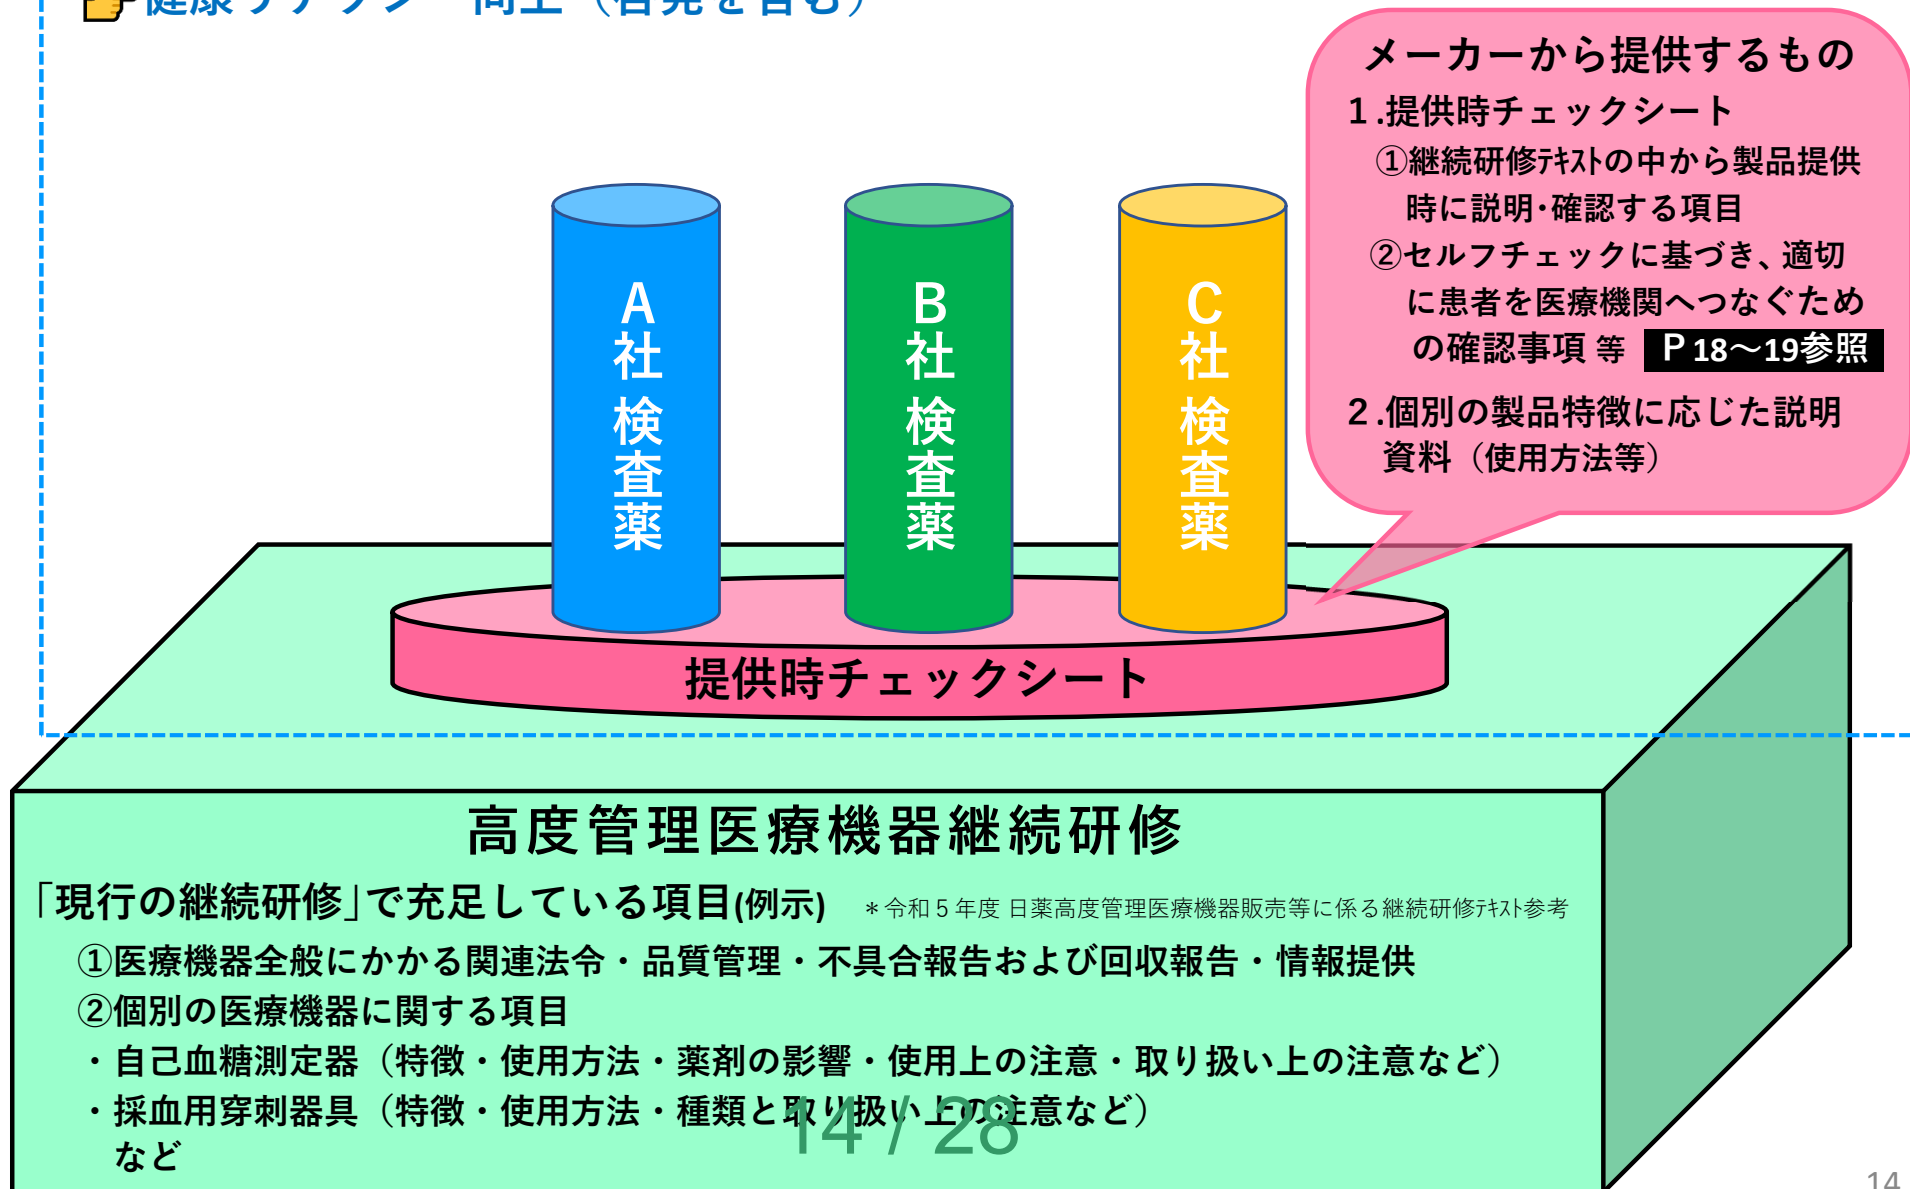 👉健康リテラシー向上（啓発を含む）
メーカーから提供するもの
１.提供時チェックシート
①継続研修ﾃｷｽﾄの中から製品提供
時に説明･確認する項目
②セルフチェックに基づき、適切
に患者を医療機関へつなぐため
の確認事項 等 Ｐ18～19参照
２.個別の製品特徴に応じた説明
資料（使用方法等）
A社 検査薬
B社 検査薬
C社 検査薬
提供時チェックシート
高度管理医療機器継続研修
｢現行の継続研修｣で充足している項目(例示) ＊令和５年度 日薬高度管理医療機器販売等に係る継続研修ﾃｷｽﾄ参考
①医療機器全般にかかる関連法令・品質管理・不具合報告および回収報告・情報提供
②個別の医療機器に関する項目
・自己血糖測定器（特徴・使用方法・薬剤の影響・使用上の注意・取り扱い上の注意など）
・採血用穿刺器具（特徴・使用方法・種類と取り扱い上の注意など）
など
14 / 28
14